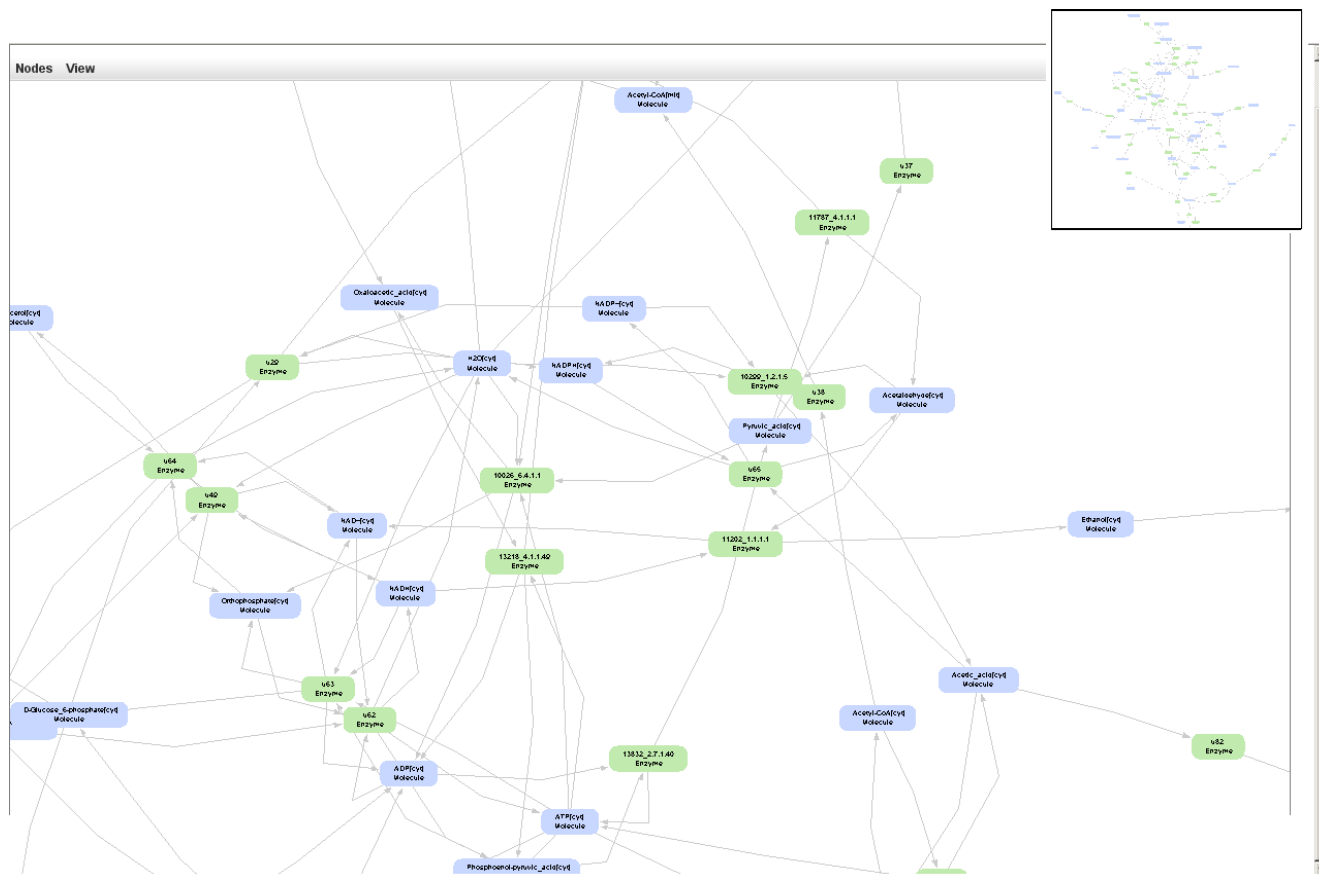 Nodes View
Acetyl-CoA[mit]
Molecule
u37
Enzyme
11787_4.1.1.1
Enzyme
Oxaloacetic_acid[cyt]
Molecule
NADP+[cyt]
Molecule
cerol[cyt]
olecule
u29
Enzyme
H2O[cyt]
Molecule
NADPH[cyt]
Molecule
10299_1.2.1.5
Enzyme
u38
Enzyme
Acetaldehyde[cyt]
Molecule
Pyruvic_acid[cyt]
Molecule
u64
Enzyme
10026_6.4.1.1
Enzyme
u65
Enzyme
u49
Enzyme
NAD+[cyt]
Molecule
Ethanol[cyt]
Molecule
11202_1.1.1.1
Enzyme
13218_4.1.1.49
Enzyme
NADH[cyt]
Molecule
Orthophosphate[cyt]
Molecule
Acetic_acid[cyt]
Molecule
u63
Enzyme
D-Glucose_6-phosphate[cyt]
Molecule
u62
Enzyme
Acetyl-CoA[cyt]
Molecule
u82
Enzyme
13832_2.7.1.40
Enzyme
ADP[cyt]
Molecule
ATP[cyt]
Molecule
Phosphoenol-pyruvic_acid[cyt]
Molecule